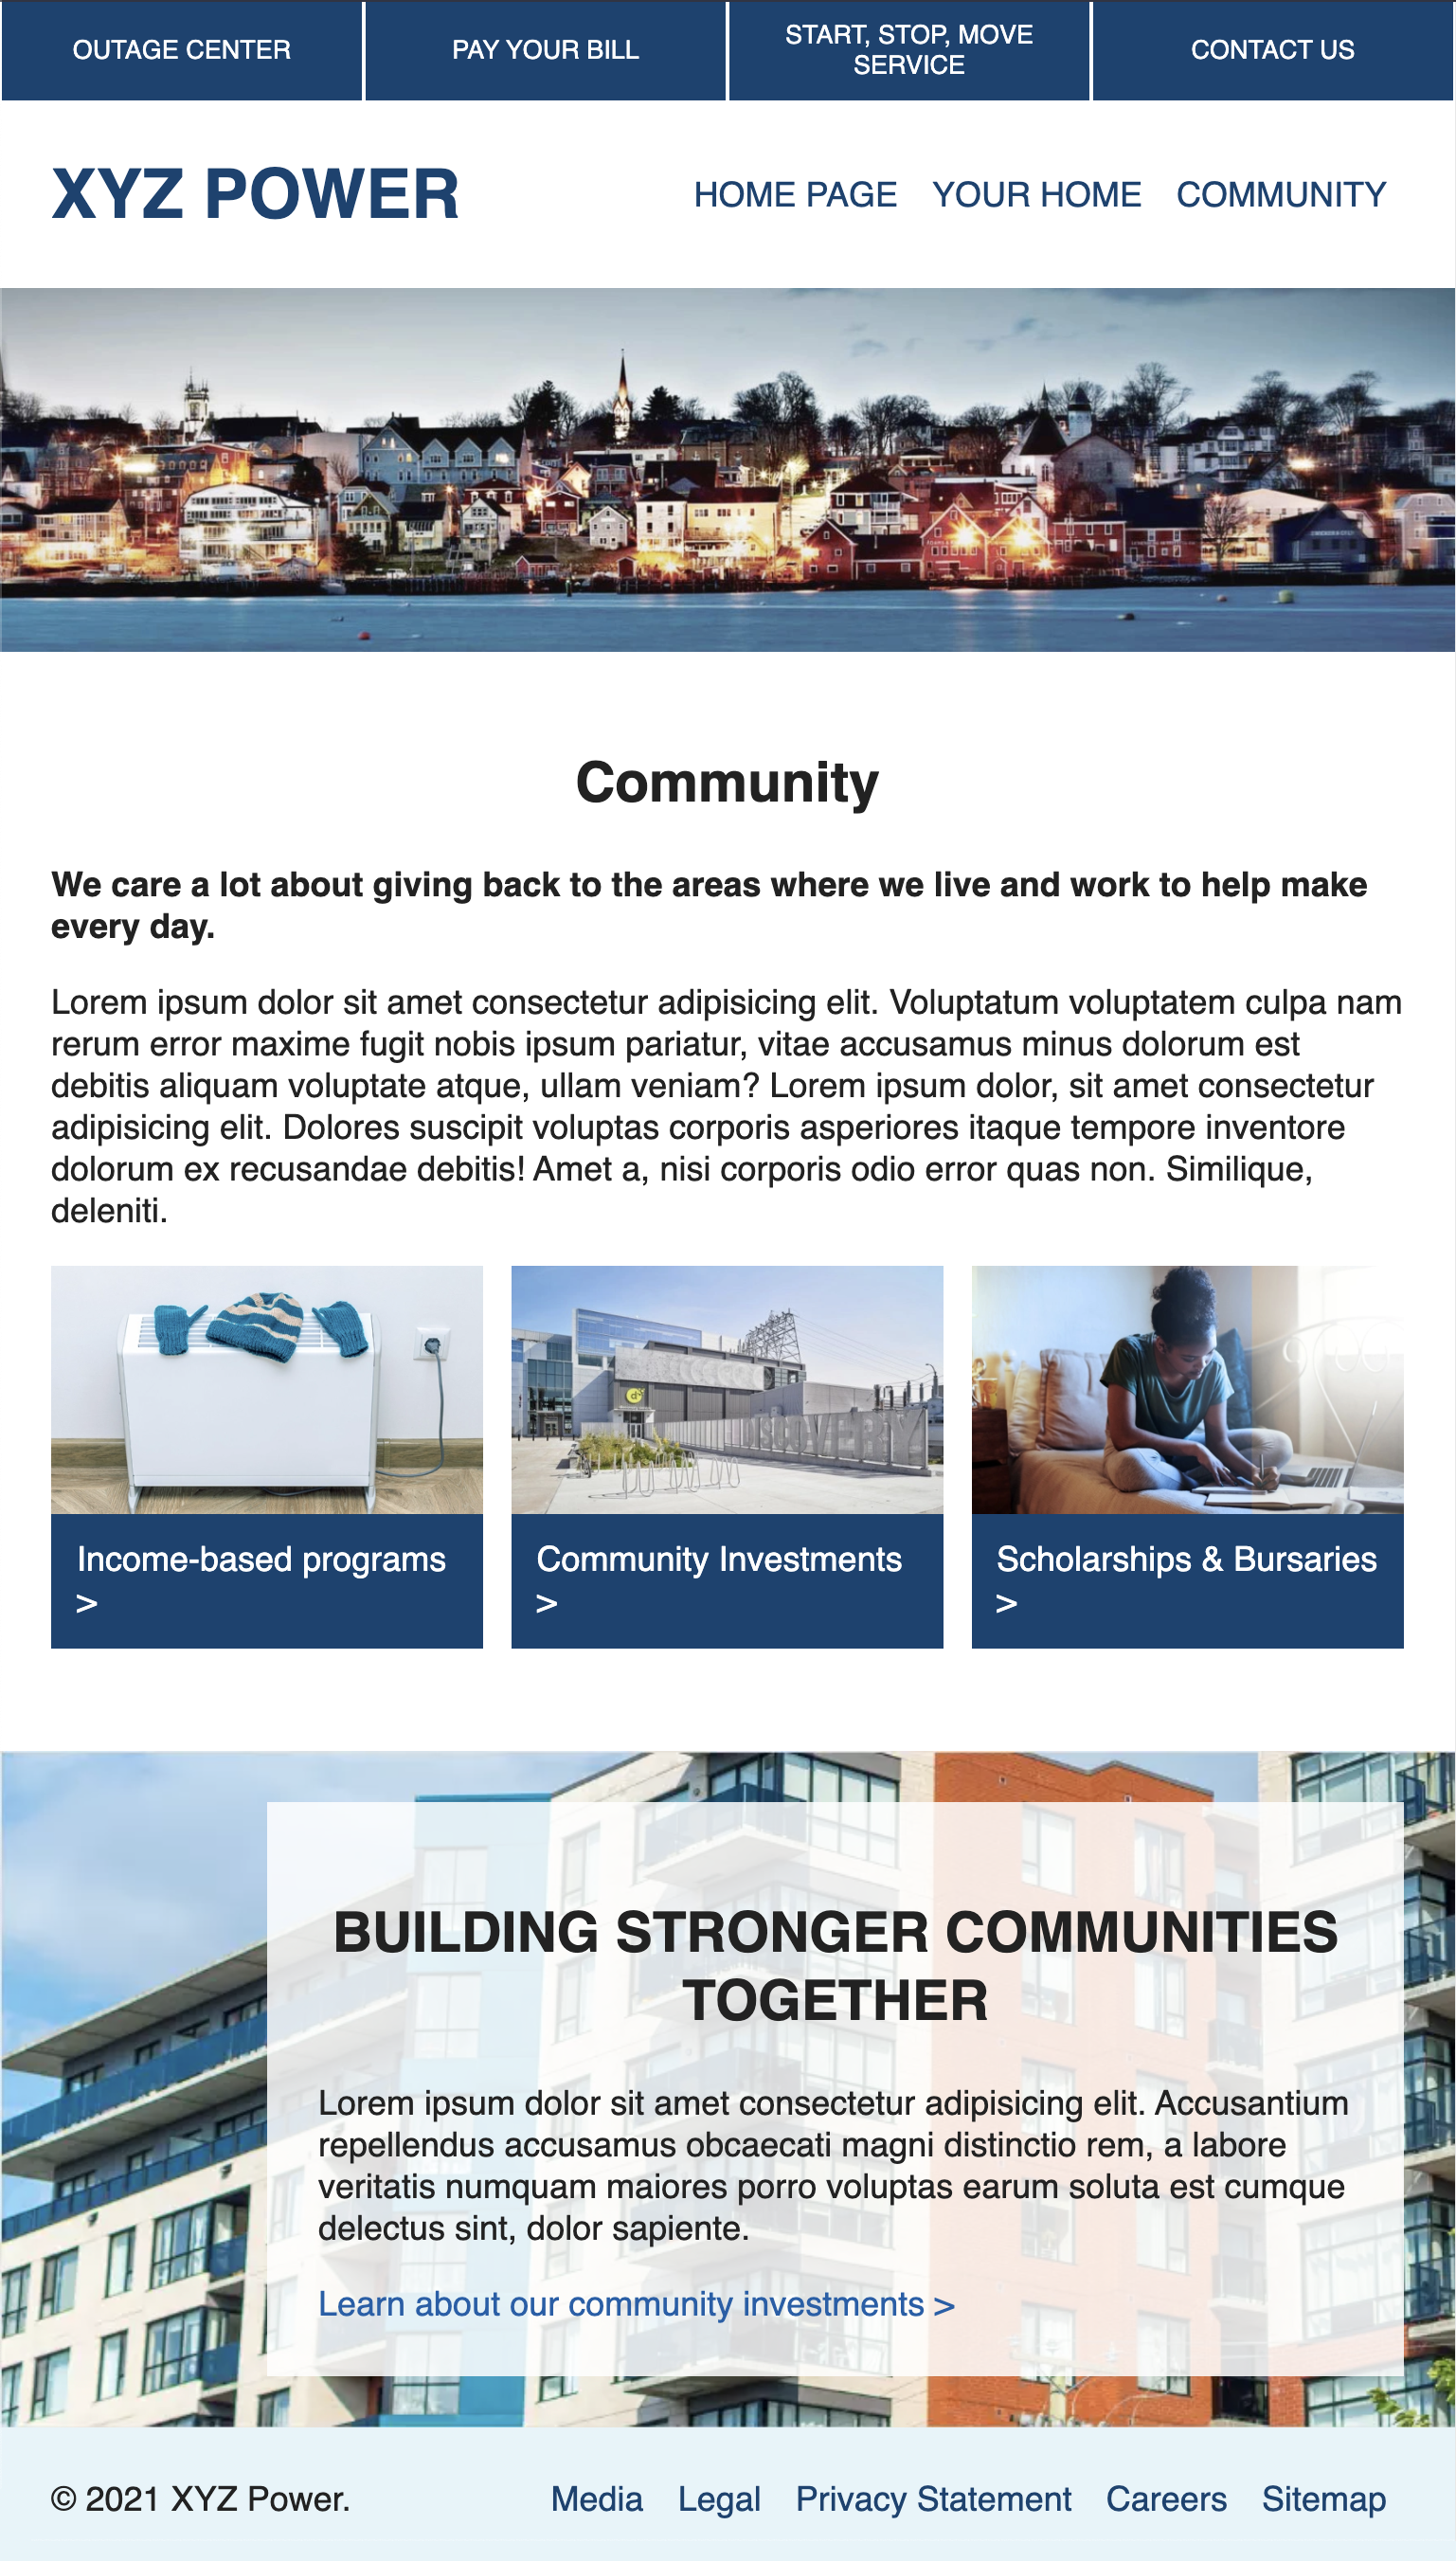 OUTAGE CENTER
PAY YOUR BILL
START, STOP, MOVE
SERVICE
CONTACT US
XYZ POWER
HOME PAGE YOUR HOME COMMUNITY
Community
We care a lot about giving back to the areas where we live and work to help make
every day.
Lorem ipsum dolor sit amet consectetur adipisicing elit. Voluptatum voluptatem culpa nam
rerum error maxime fugit nobis ipsum pariatur, vitae accusamus minus dolorum est
debitis aliquam voluptate atque, ullam veniam? Lorem ipsum dolor, sit amet consectetur
adipisicing elit. Dolores suscipit voluptas corporis asperiores itaque tempore inventore
dolorum ex recusandae debitis! Amet a, nisi corporis odio error quas non. Similique,
deleniti.
Income-based programs
>
Community Investments
>
Scholarships & Bursaries
>
BUILDING STRONGER COMMUNITIES
TOGETHER
Lorem ipsum dolor sit amet consectetur adipisicing elit. Accusantium
repellendus accusamus obcaecati magni distinctio rem, a labore
veritatis numquam maiores porro voluptas earum soluta est cumque
delectus sint, dolor sapiente.
Learn about our community investments >
© 2021 XYZ Power.
Media Legal Privacy Statement Careers Sitemap